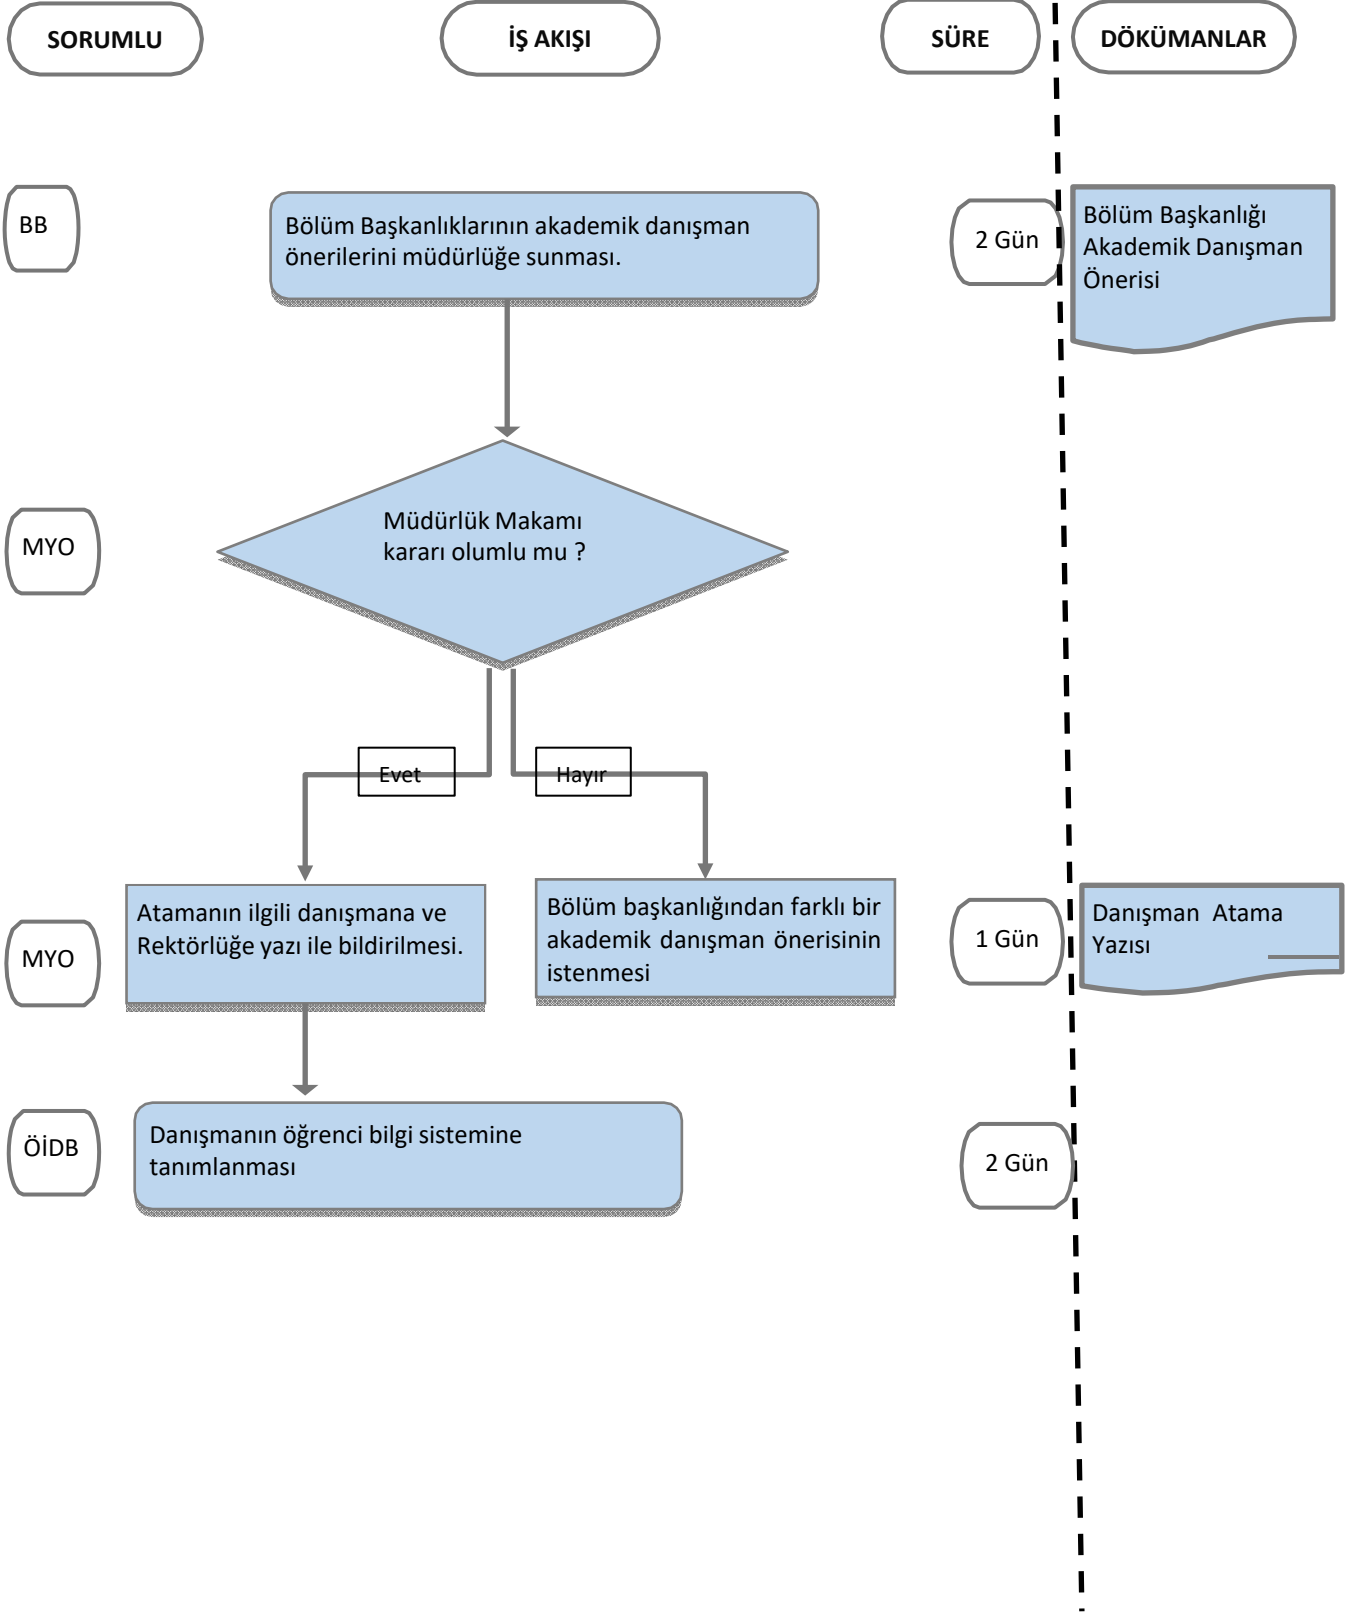 SORUMLU
İŞ AKIŞI
SÜRE
DÖKÜMANLAR
BB
Bölüm Başkanlıklarının akademik danışman
önerilerini müdürlüğe sunması.
2 Gün
Bölüm Başkanlığı
Akademik Danışman
Önerisi
MYO
Müdürlük Makamı
kararı olumlu mu ?
Evet
Hayır
MYO
Atamanın ilgili danışmana ve
Rektörlüğe yazı ile bildirilmesi.
Bölüm başkanlığından farklı bir
akademik danışman önerisinin
istenmesi
1 Gün
Danışman Atama
Yazısı
ÖİDB
Danışmanın öğrenci bilgi sistemine
tanımlanması
2 Gün